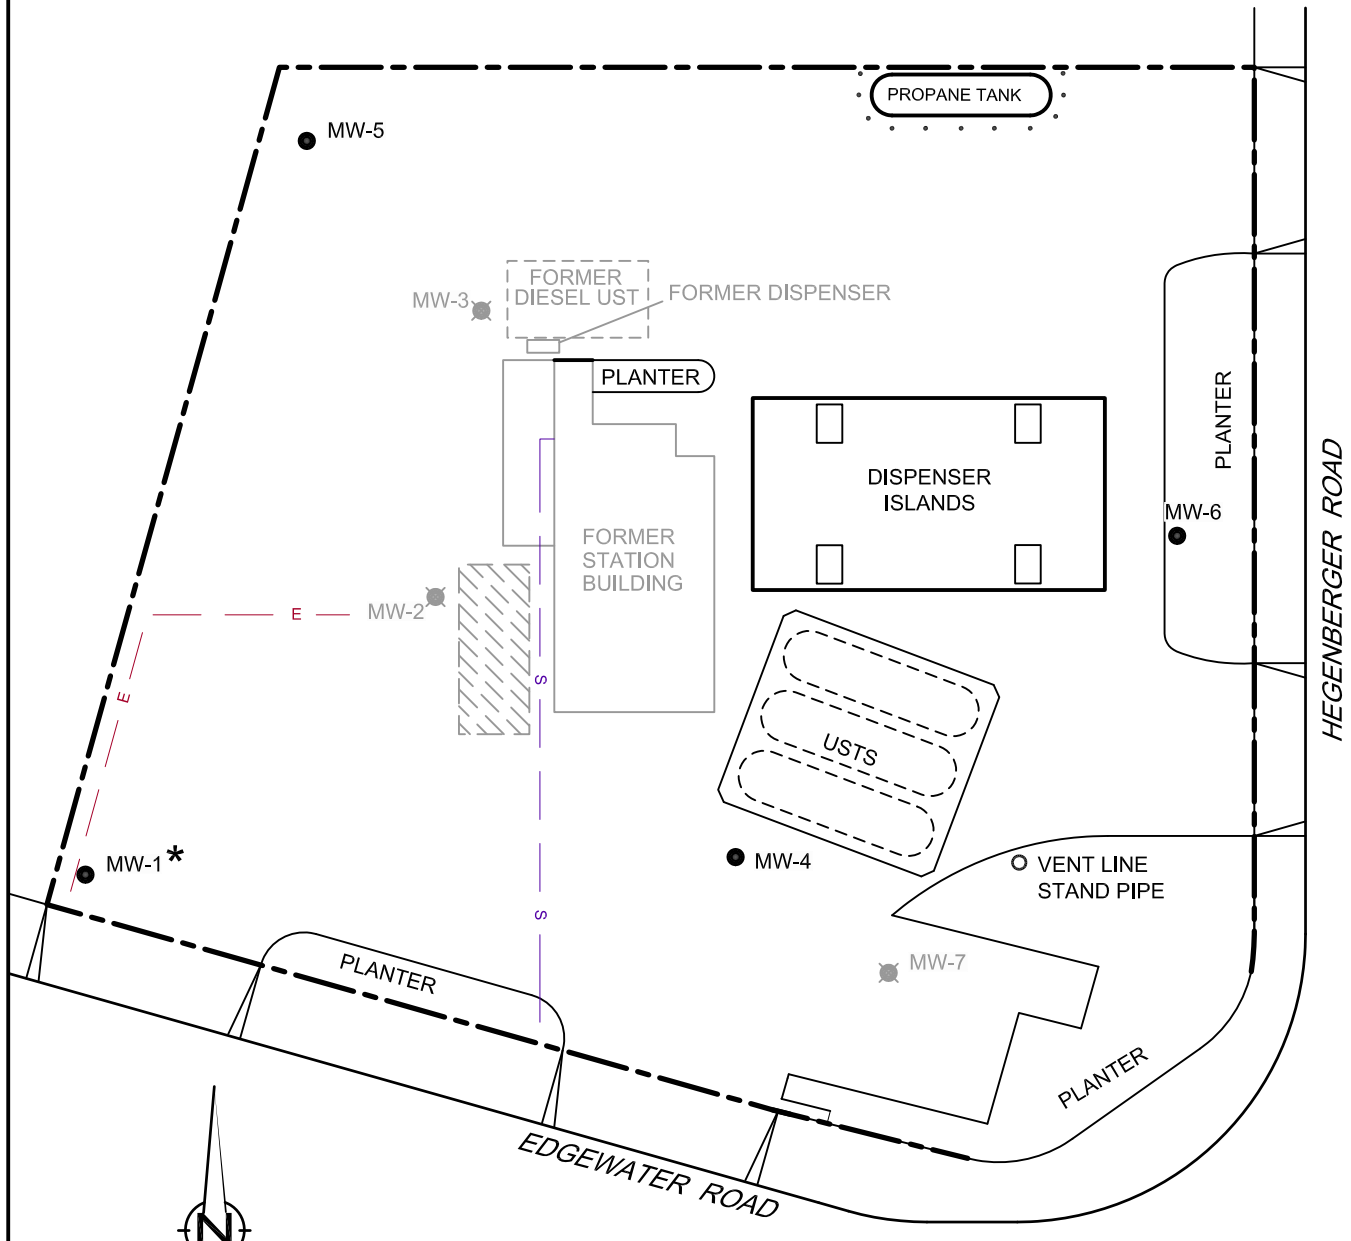 PROPANE TANK
MW-5
FORMER
DIESEL UST
MW-3
FORMER DISPENSER
PLANTER
PLANTER
DISPENSER
ISLANDS
HEGENBERGER ROAD
MW-6
FORMER
STATION
BUILDING
MW-2
E
E
S
USTS
MW-1*
MW-4
VENT LINE
STAND PIPE
S
MW-7
PLANTER
PLANTER
EDGEWATER ROAD
N